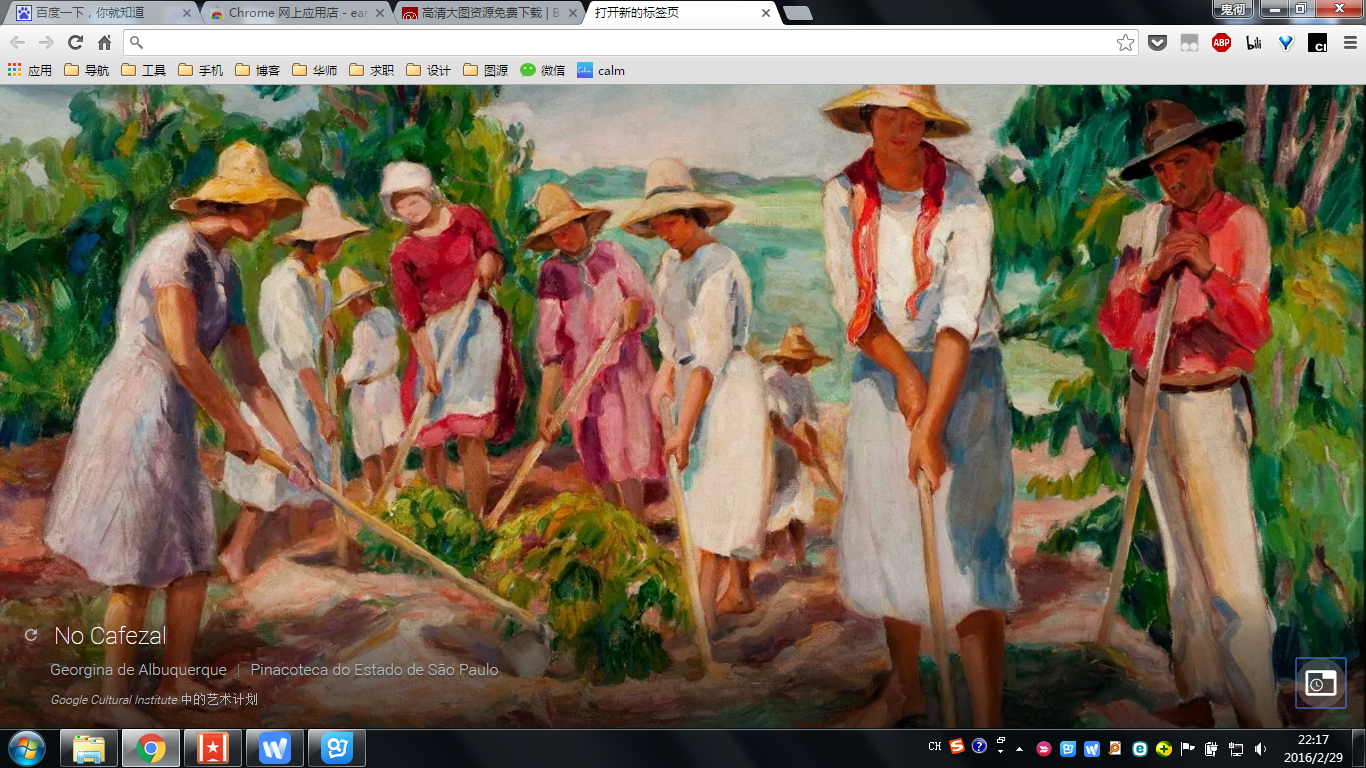 百度一下，你就知道
Chrome 网上应用店 - ear
高清大图资源免费下载 | B
打开新的标签页
鬼彻
ABP
应用
导航
工具
手机
博客
华师
求职
设计
图源
微信
calm
No Cafezal
Georgina de Albuquerque | Pinacoteca do Estado de São Paulo
Google Cultural Institute 中的艺术计划
CH
22:17
2016/2/29